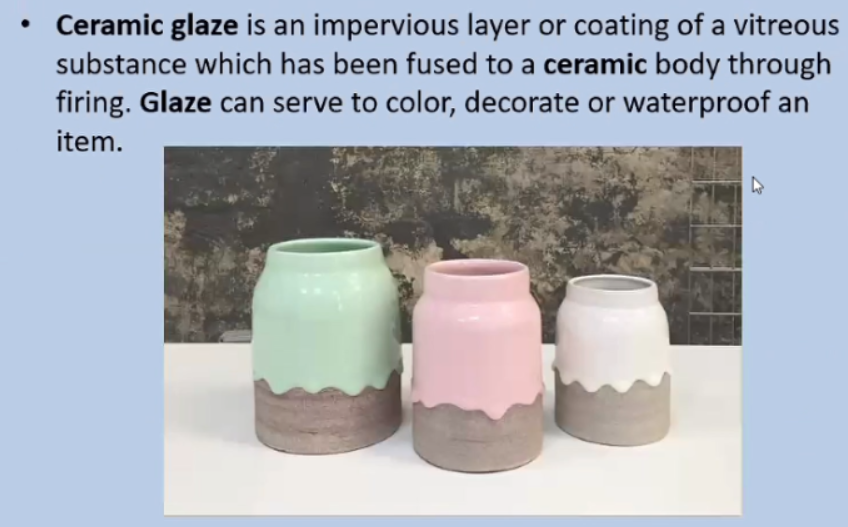 • Ceramic glaze is an impervious layer or coating of a vitreous
substance which has been fused to a ceramic body through
firing. Glaze can serve to color, decorate or waterproof an
item.